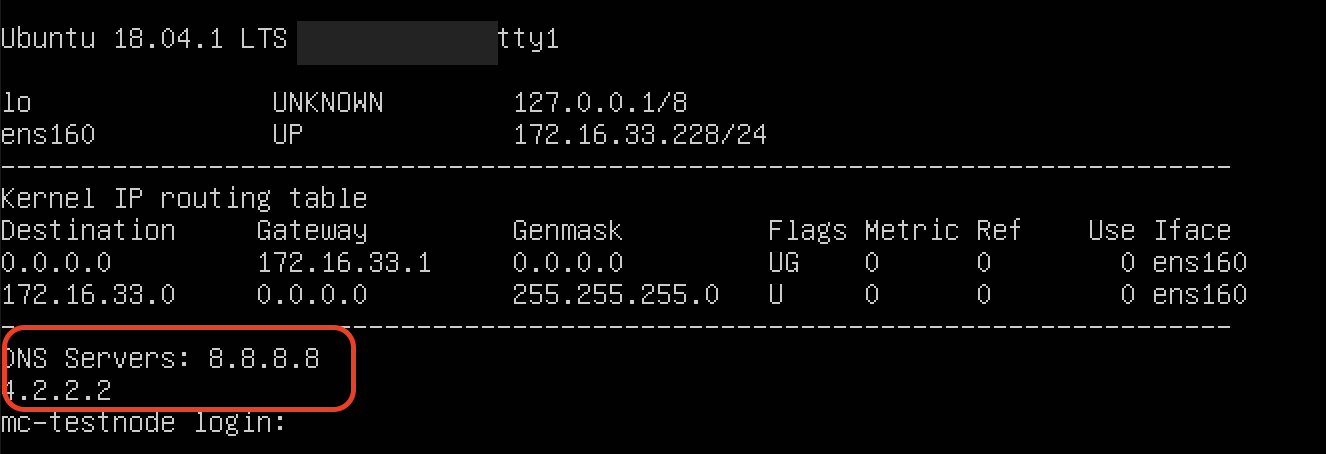 Ubuntu 18.04.1 LTS tty1
lo UNKNOWN 127.0.0.1/8
ens160 UP 172.16.33.228/24
-----------------------------------------------------------------------------
Kernel IP routing table
Destination Gateway Genmask Flags Metric Ref Use Iface
0.0.0.0 172.16.33.1 0.0.0.0 UG 0 0 0 ens160
172.16.33.0 0.0.0.0 255.255.255.0 U 0 0 0 ens160
-----------------------------------------------------------------------------
DNS Servers: 8.8.8.8
4.2.2.2
mc-testnode login: